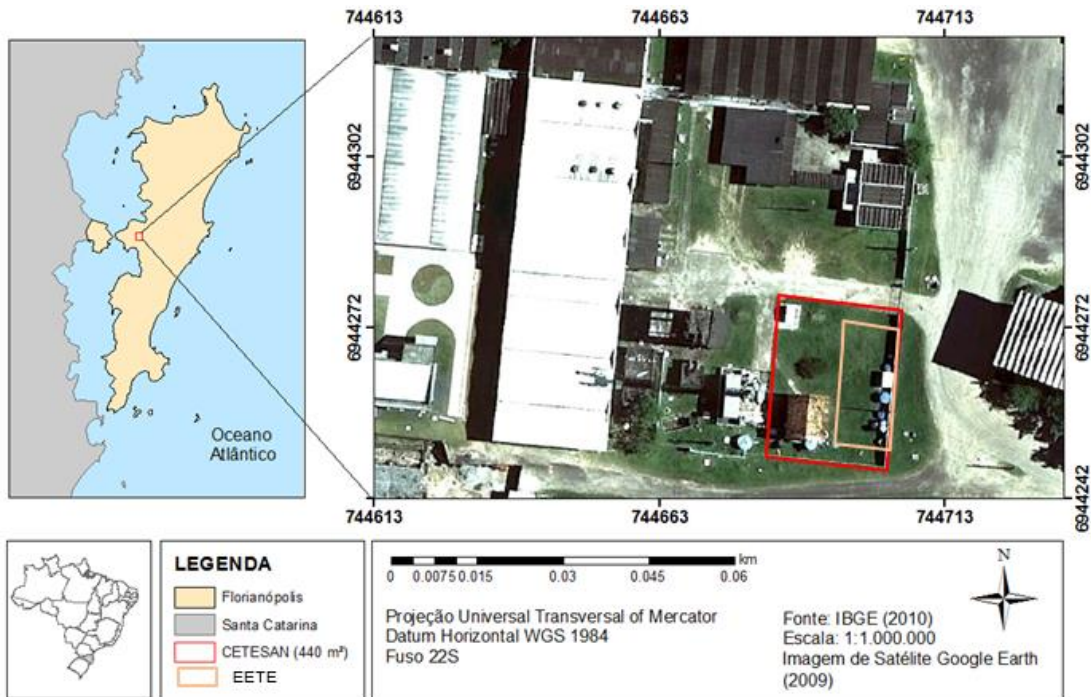 744613 744663 744713
6944302
6944272
6944242
6944302
6944272
6944242
Oceano
Atlântico
744613 744663 744713
LEGENDA
Florianópolis
Santa Catarina
CETESAN (440 m²)
EETE
km
0 0.0075 0.015 0.03 0.045 0.06
Projeção Universal Transversal of Mercator
Datum Horizontal WGS 1984
Fuso 22S
N
Fonte: IBGE (2010)
Escala: 1:1.000.000
Imagem de Satélite Google Earth
(2009)